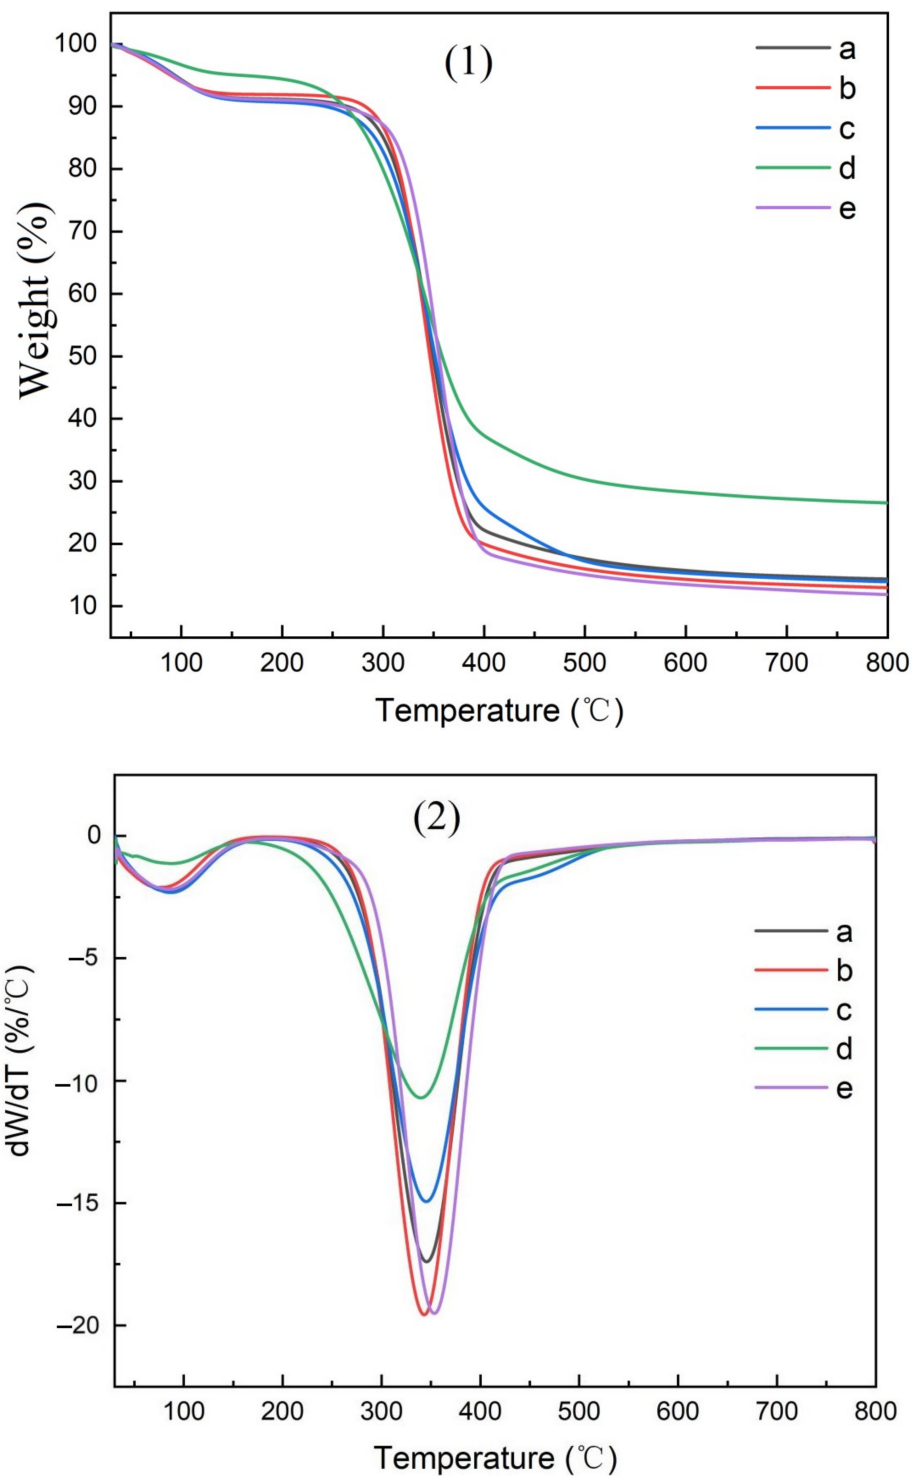 (1)
a
b
c
d
e
100
90
80
70
60
50
40
30
20
10
Weight (%)
100 200 300 400 500 600 700 800
Temperature (℃)
(2)
0
–5
–10
–15
–20
a
b
c
d
e
dW/dT (%/℃)
100 200 300 400 500 600 700 800
Temperature (℃)